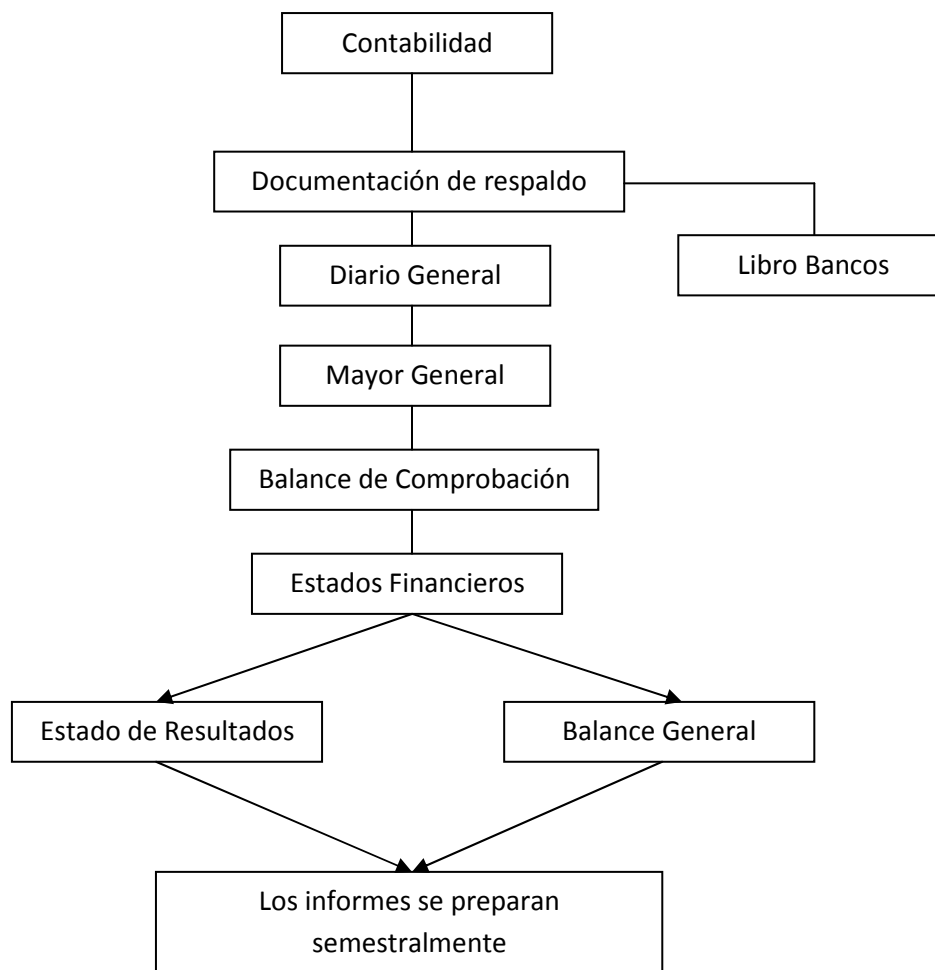 Contabilidad
Documentación de respaldo
Libro Bancos
Diario General
Mayor General
Balance de Comprobación
Estados Financieros
Estado de Resultados
Balance General
Los informes se preparan
semestralmente